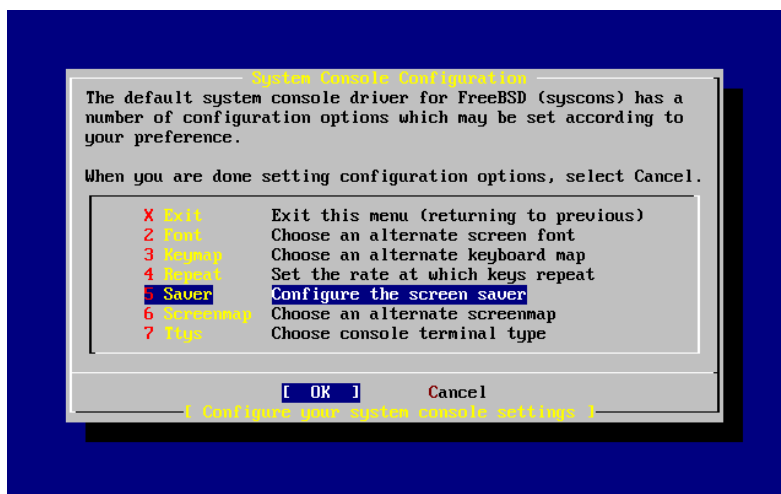 System Console Configuration
The default system console driver for FreeBSD (syscons) has a
number of configuration options which may be set according to
your preference.
When you are done setting configuration options, select Cancel.
X Exit Exit this menu (returning to previous)
2 Font Choose an alternate screen font
3 Keymap Choose an alternate keyboard map
4 Repeat Set the rate at which keys repeat
5 Saver Configure the screen saver
6 Screenmap Choose an alternate screenmap
7 Ttys Choose console terminal type
[ OK ] Cancel
[ Configure your system console settings ]